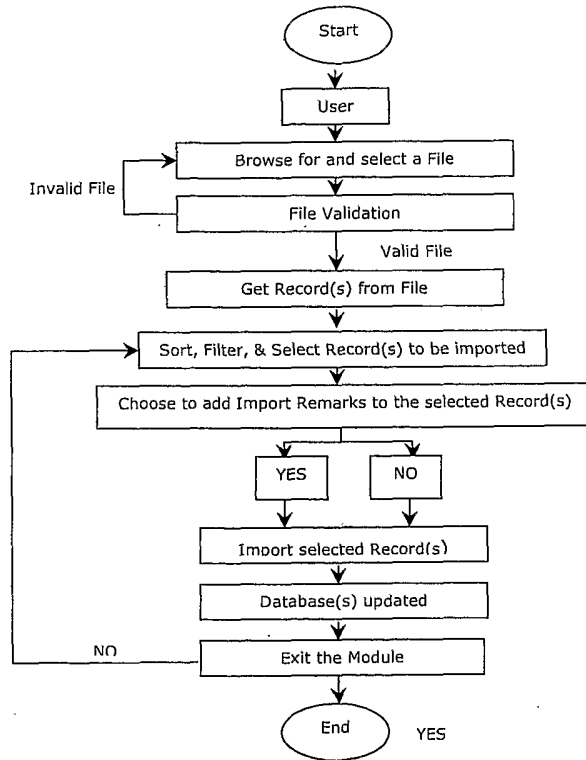 Start
User
Browse for and select a File
Invalid File
File Validation
Valid File
Get Record(s) from File
Sort, Filter, & Select Record(s) to be imported
Choose to add Import Remarks to the selected Record(s)
YES
NO
Import selected Record(s)
Database(s) updated
NO
Exit the Module
End
YES